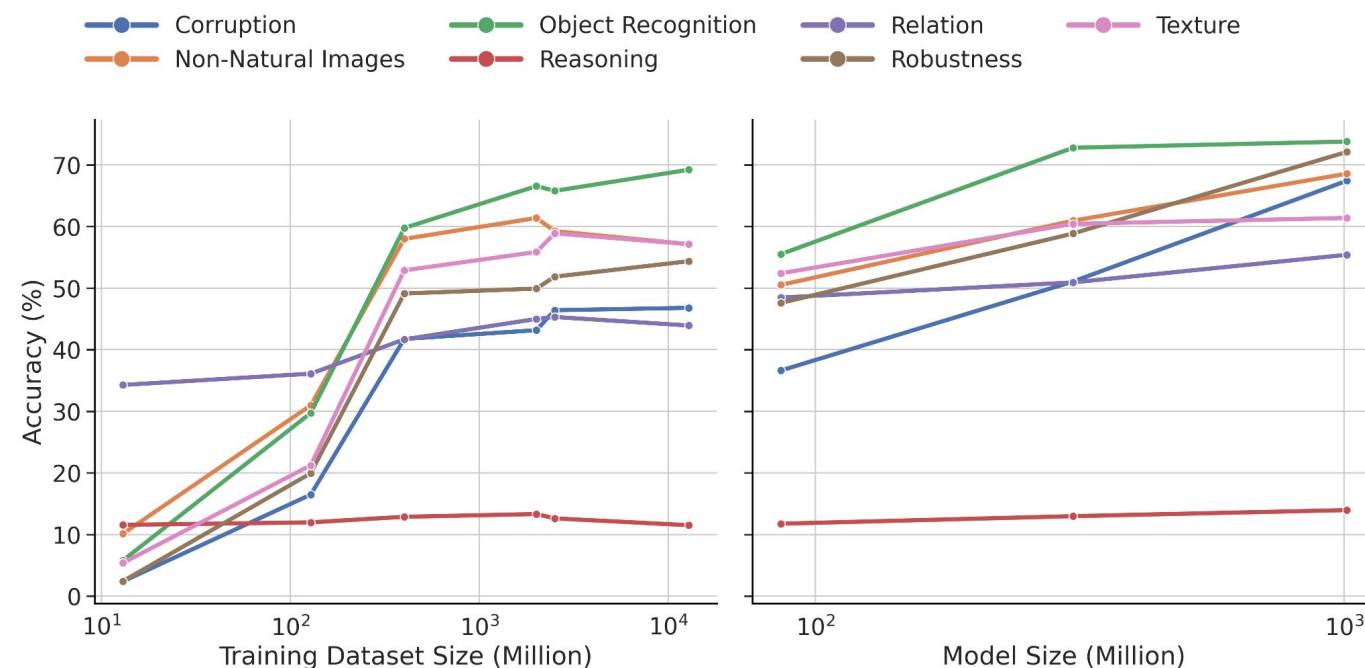 Corruption
Object Recognition
Relation
Texture
Non-Natural Images
Reasoning
Robustness
Accuracy (%)
70
60
50
40
30
20
10
0
10¹
10²
10³
10⁴
Training Dataset Size (Million)
10²
10³
Model Size (Million)